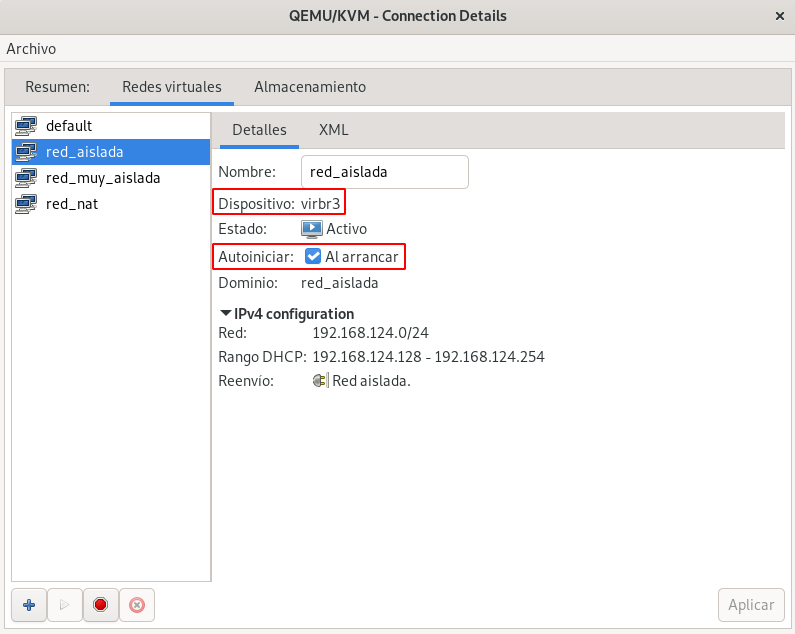 QEMU/KVM - Connection Details
Archivo
Resumen: Redes virtuales Almacenamiento
default
red_aislada
red_muy_aislada
red_nat
Detalles XML
Nombre: red_aislada
Dispositivo: virbr3
Estado: Activo
Autoiniciar: Al arrancar
Dominio: red_aislada
IPv4 configuration
Red: 192.168.124.0/24
Rango DHCP: 192.168.124.128 - 192.168.124.254
Reenvío: Red aislada.
Aplicar